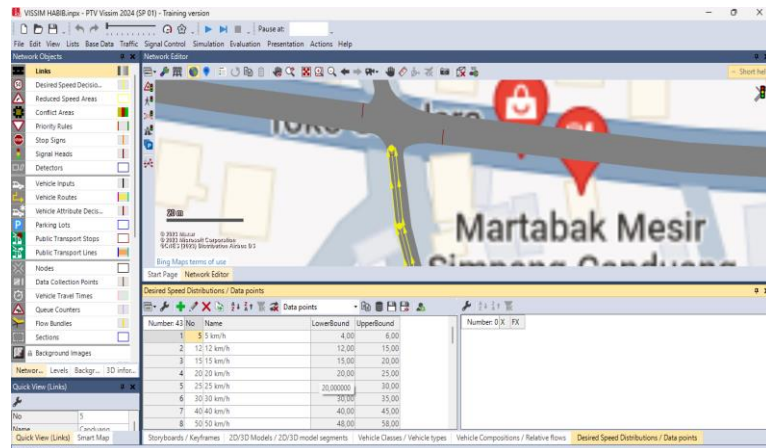 VISSIM HABIB.inpx - PTV Vissim 2024 (SP 01) - Training version
Pause at:
File Edit View Lists Base Data Traffic Signal Control Simulation Evaluation Presentation Actions Help
Network Objects
Network Editor
Links
Short hel
Desired Speed Decisio...
Reduced Speed Areas
Conflict Areas
Priority Rules
Stop Signs
Signal Heads
Detectors
Vehicle Inputs
Vehicle Routes
Vehicle Attribute Decis...
Parking Lots
Public Transport Stops
Public Transport Lines
Nodes
Data Collection Points
Vehicle Travel Times
Queue Counters
Flow Bundles
Sections
Background Images
Networ... Levels Backgr... 3D infor...
Martabak Mesir
20 m
Bing Maps terms of use
Start Page Network Editor
Desired Speed Distributions / Data points
Data points
Number: 43 No Name LowerBound UpperBound
Number: 0 X FX
1 5 5 km/h 4,00 6,00
2 12 12 km/h 12,00 15,00
3 15 15 km/h 15,00 20,00
4 20 20 km/h 20,00 25,00
5 25 25 km/h 30,00
20,000000
6 30 30 km/h 30,00 35,00
7 40 40 km/h 40,00 45,00
8 50 50 km/h 48,00 58,00
Quick View (Links)
No 5
Name Canduang
Quick View (Links) Smart Map
Storyboards / Keyframes 2D/3D Models / 2D/3D model segments Vehicle Classes / Vehicle types Vehicle Compositions / Relative flows Desired Speed Distributions / Data points